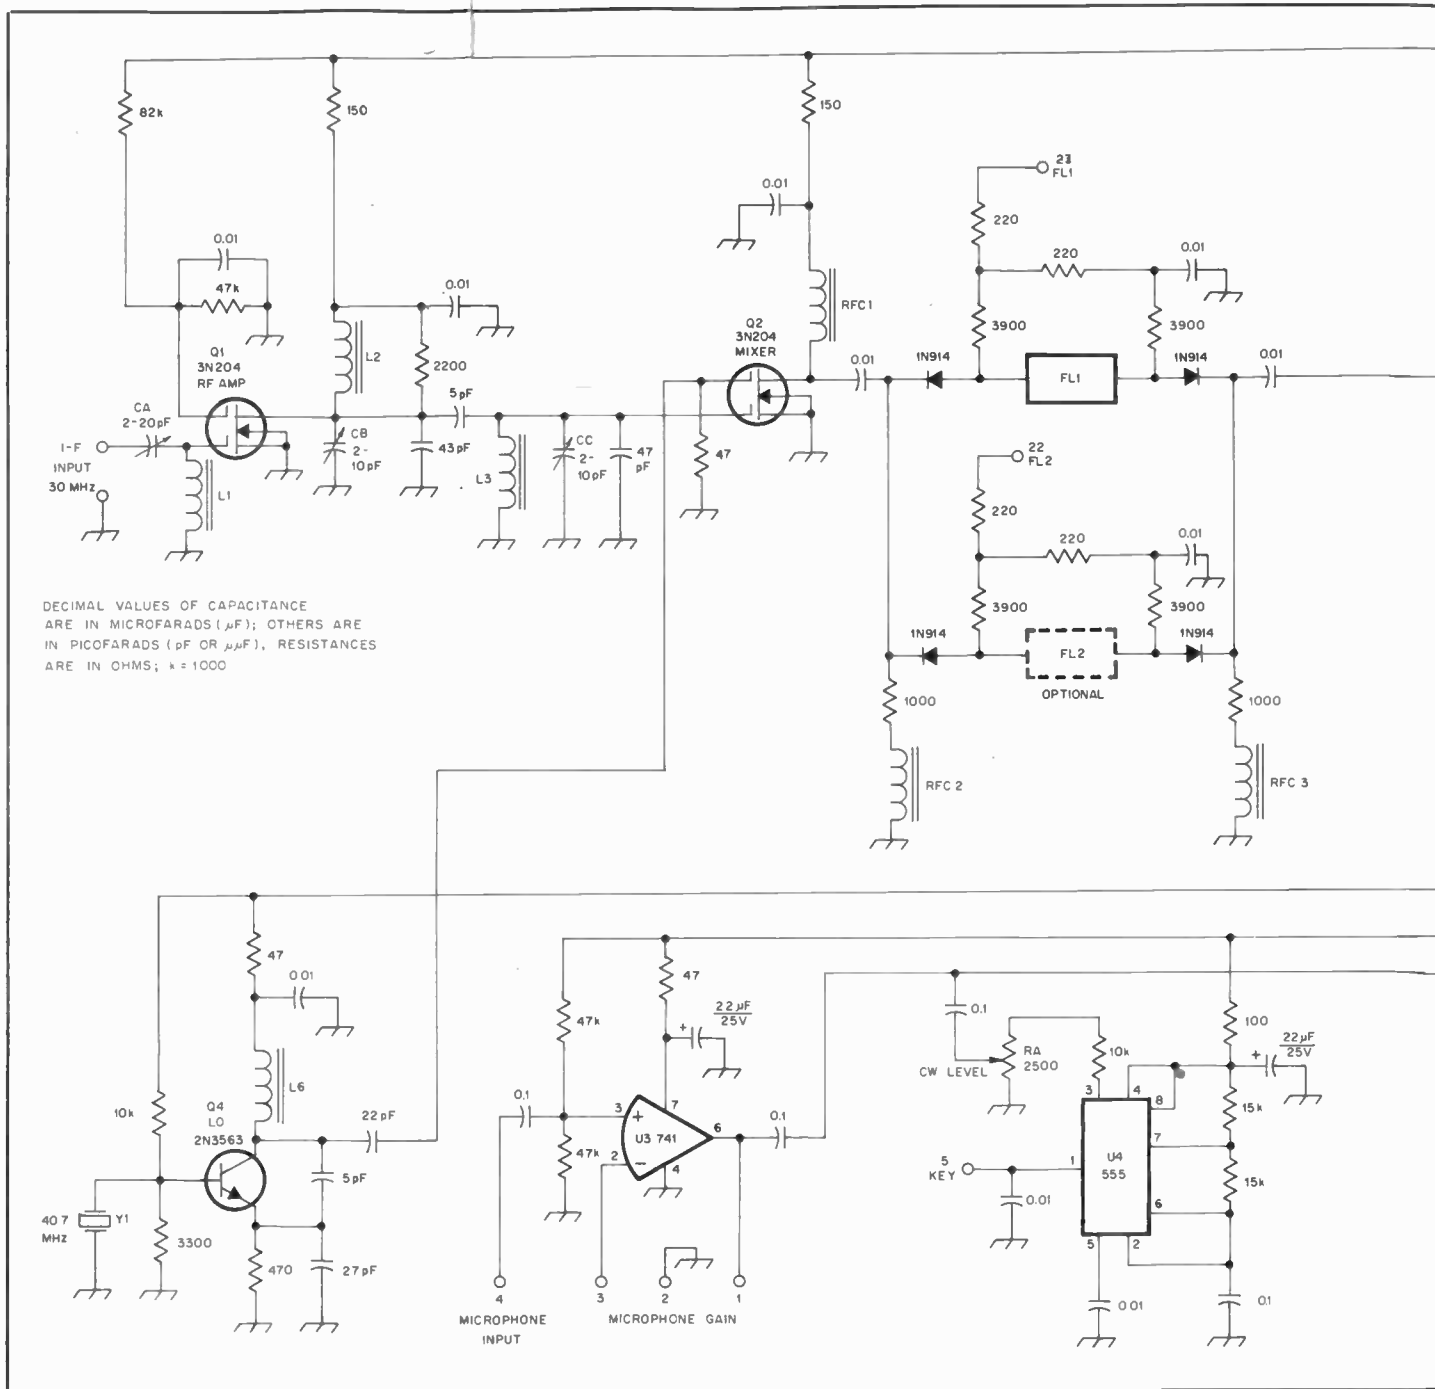 82k
150
150
23
FL1
0.01
220
0.01
220
0.01
47k
0.01
RFC1
3900
3900
Q1
3N204
RF AMP
L2
2200
Q2
3N204
MIXER
0.01
1N914
FL1
1N914
0.01
CA
2-20pF
5pF
I-F
INPUT
30 MHz
L1
CB
2-
10pF
43pF
L3
CC
2-
10pF
47
pF
47
22
FL2
220
220
0.01
3900
3900
1N914
FL2
1N914
OPTIONAL
DECIMAL VALUES OF CAPACITANCE
ARE IN MICROFARADS (µF); OTHERS ARE
IN PICOFARADS (pF OR µµF), RESISTANCES
ARE IN OHMS; k = 1000
1000
1000
RFC 2
RFC 3
47
0.01
L6
10k
Q4
LO
2N3563
22pF
5pF
40.7
MHz
Y1
3300
470
27pF
47
47k
22µF
25V
+
0.1
3
+
7
U3 741
6
0.1
47k
2
−
4
4
3
2
1
MICROPHONE
INPUT
MICROPHONE GAIN
0.1
CW LEVEL
RA
2500
10k
100
+
22µF
25V
3
4
8
15k
7
5
KEY
1
U4
555
15k
0.01
6
5
2
0.01
0.1